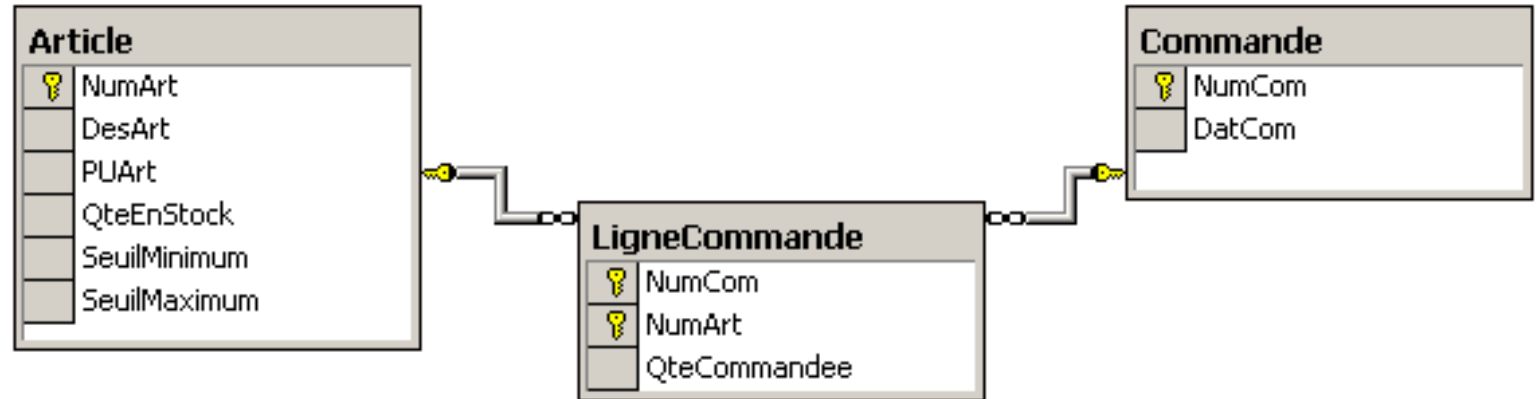 Article
NumArt
DesArt
PUArt
QteEnStock
SeuilMinimum
SeuilMaximum
LigneCommande
NumCom
NumArt
QteCommandee
Commande
NumCom
DatCom